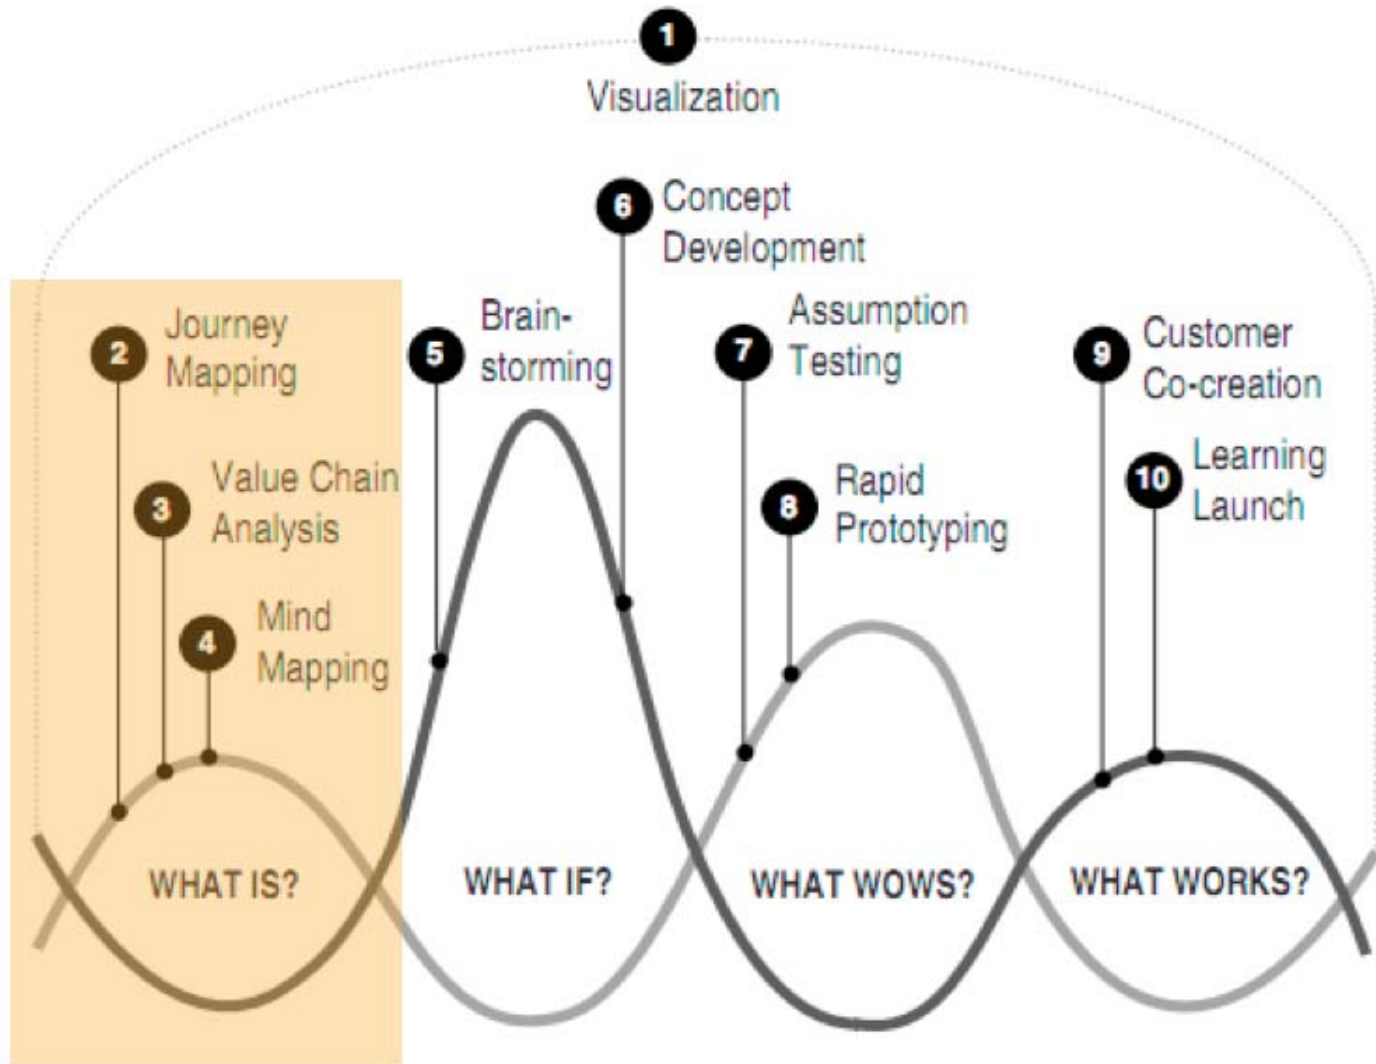 1
Visualization
6
Concept
Development
2
Journey
Mapping
5
Brain-
storming
7
Assumption
Testing
9
Customer
Co-creation
3
Value Chain
Analysis
8
Rapid
Prototyping
10
Learning
Launch
4
Mind
Mapping
WHAT IS?
WHAT IF?
WHAT WOWS?
WHAT WORKS?